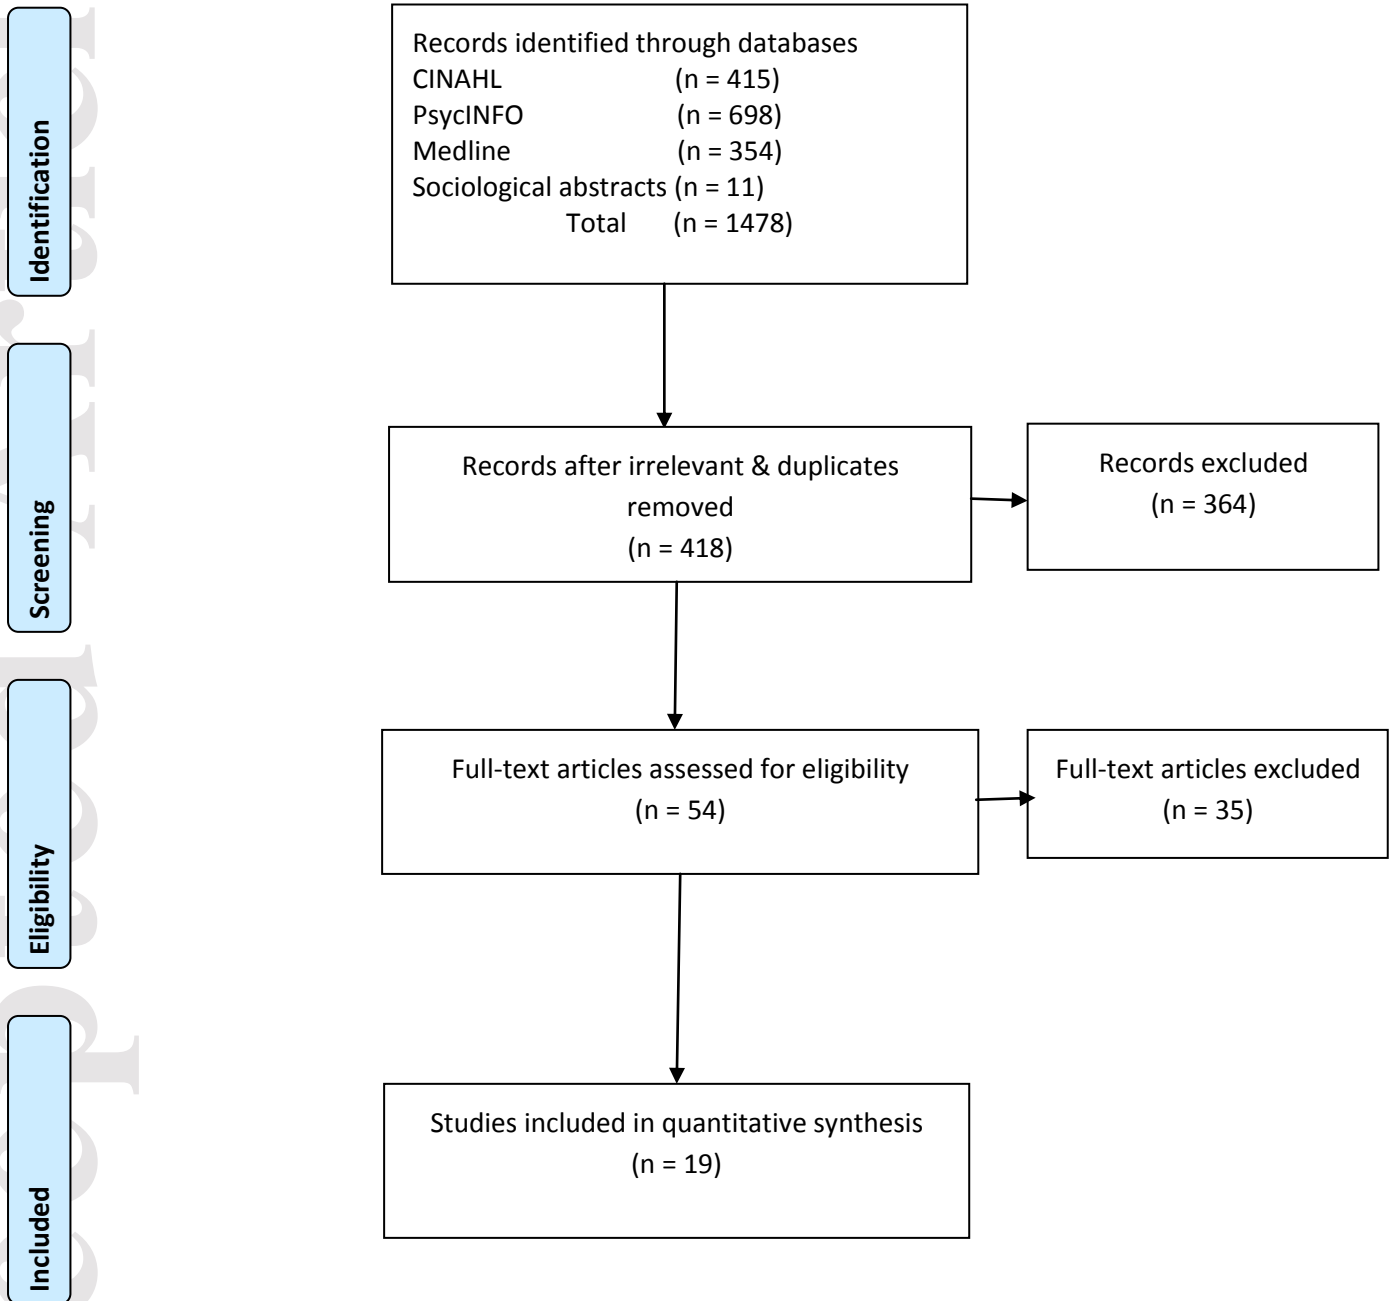 Identification
Records identified through databases
CINAHL (n = 415)
PsycINFO (n = 698)
Medline (n = 354)
Sociological abstracts (n = 11)
Total (n = 1478)
Screening
Records after irrelevant & duplicates
removed
(n = 418)
Records excluded
(n = 364)
Eligibility
Full-text articles assessed for eligibility
(n = 54)
Full-text articles excluded
(n = 35)
Included
Studies included in quantitative synthesis
(n = 19)